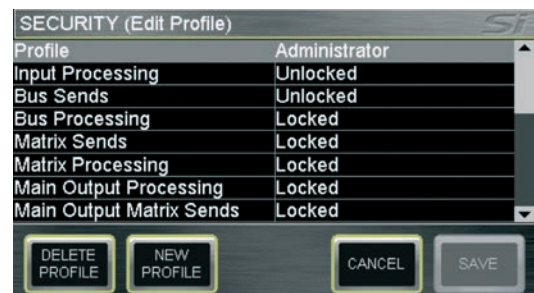 SECURITY (Edit Profile) Si
Profile Administrator
Input Processing Unlocked
Bus Sends Unlocked
Bus Processing Locked
Matrix Sends Locked
Matrix Processing Locked
Main Output Processing Locked
Main Output Matrix Sends Locked
DELETE PROFILE NEW PROFILE CANCEL SAVE